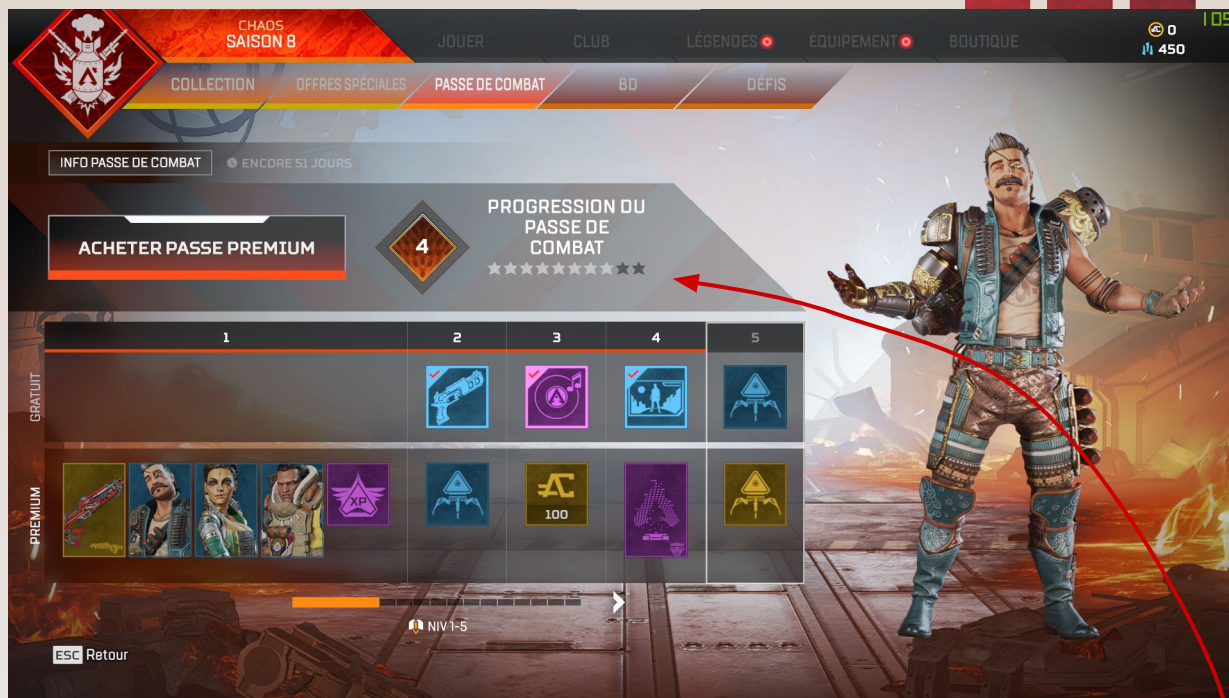 CHAOS
SAISON 8
JOUER
CLUB
LÉGENDES
ÉQUIPEMENT
BOUTIQUE
0
450
105
COLLECTION
OFFRES SPÉCIALES
PASSE DE COMBAT
BD
DÉFIS
INFO PASSE DE COMBAT
ENCORE 51 JOURS
ACHETER PASSE PREMIUM
4
PROGRESSION DU
PASSE DE
COMBAT
1
2
3
4
5
GRATUIT
PREMIUM
XP
100
NIV 1-5
ESC Retour